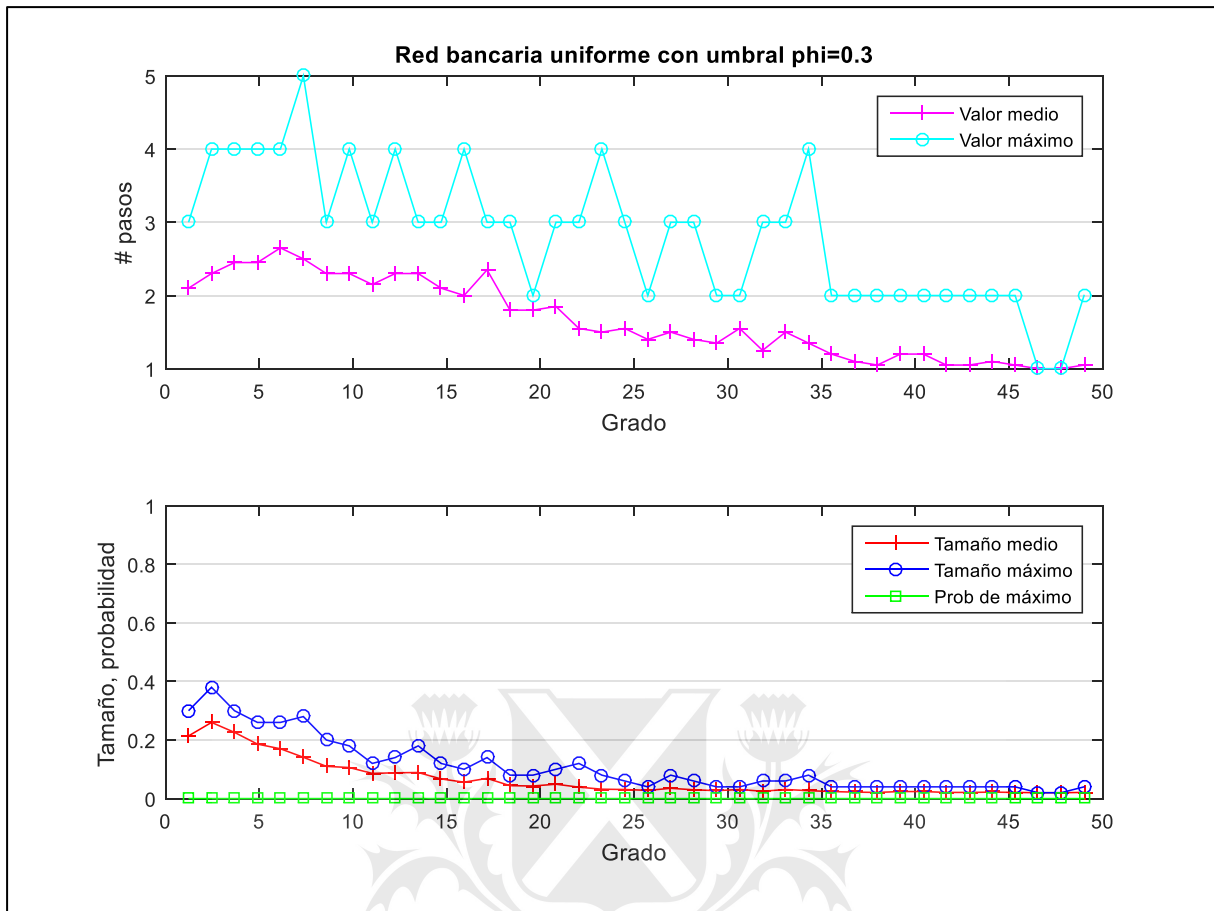 Red bancaria uniforme con umbral phi=0.3
5
4
3
2
1
# pasos
Valor medio
Valor máximo
0 5 10 15 20 25 30 35 40 45 50
Grado
1
0.8
0.6
0.4
0.2
0
Tamaño, probabilidad
Tamaño medio
Tamaño máximo
Prob de máximo
0 5 10 15 20 25 30 35 40 45 50
Grado